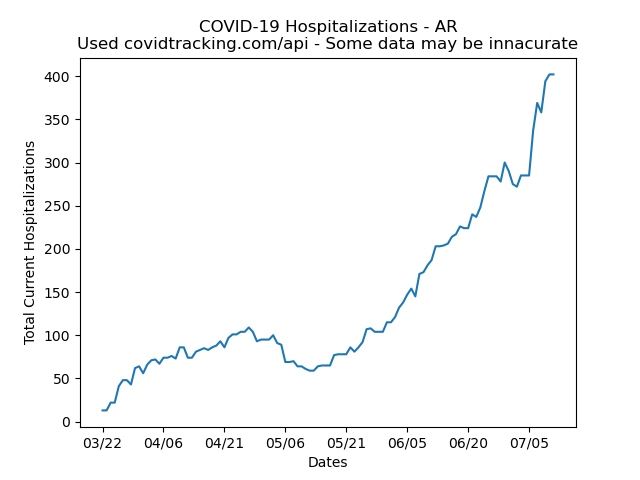 COVID-19 Hospitalizations - AR
Used covidtracking.com/api - Some data may be innacurate
400
350
300
250
200
150
100
50
0
Total Current Hospitalizations
03/22 04/06 04/21 05/06 05/21 06/05 06/20 07/05
Dates